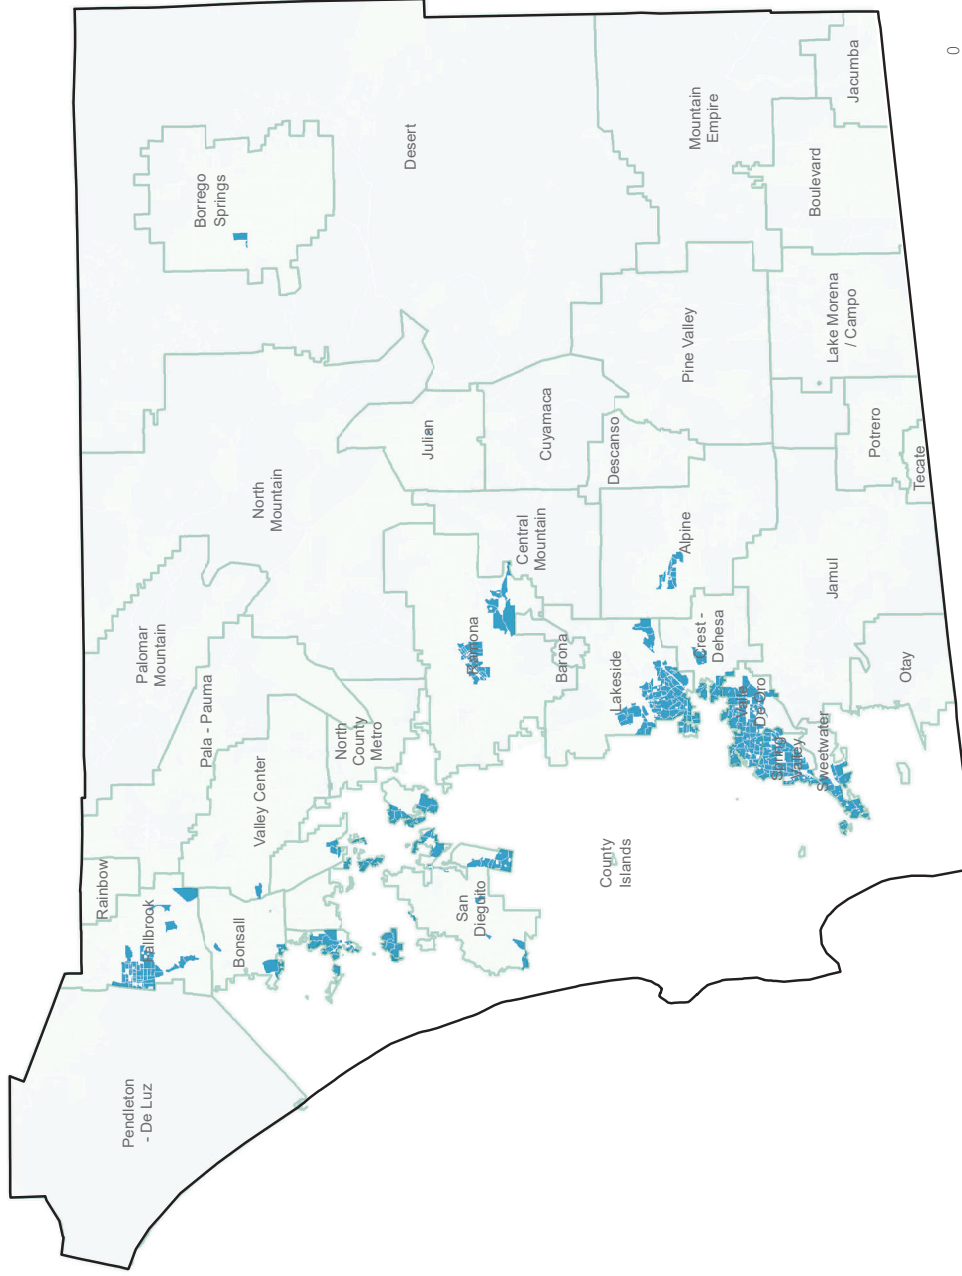 Rainbow
Fallbrook
Pendleton
- De Luz
Bonsall
Palomar
Mountain
Pala - Pauma
Valley Center
North
County
Metro
San
Dieguito
North
Mountain
Borrego
Springs
Desert
Julian
Ramona
Central
Mountain
Cuyamaca
Barona
Descanso
Lakeside
Alpine
Pine Valley
Mountain
Empire
Crest -
Dehesa
County
Islands
Valle
De Oro
Spring
Valley
Sweetwater
Jamul
Otay
Lake Morena
/ Campo
Boulevard
Jacumba
Potrero
Tecate
0